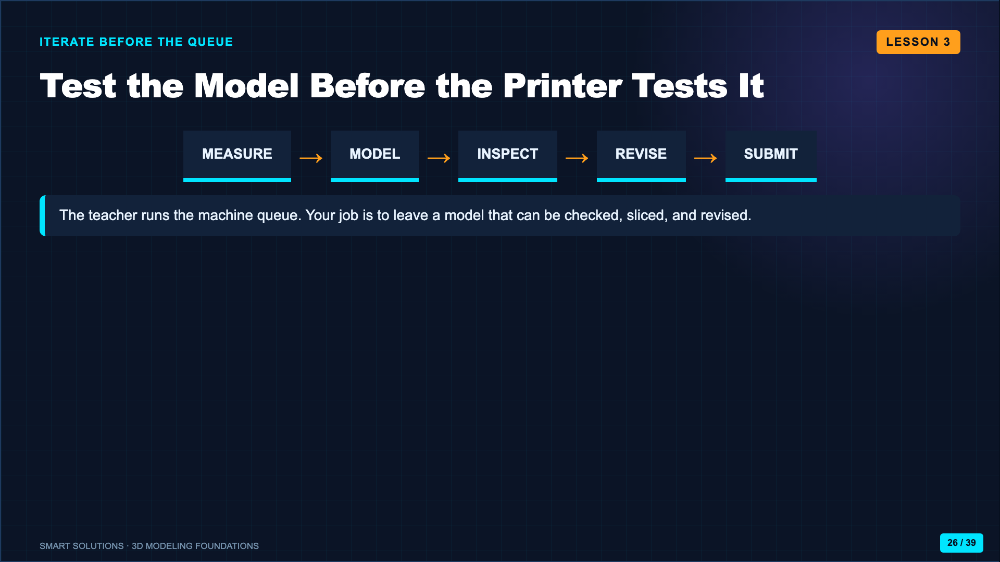 ITERATE BEFORE THE QUEUE
LESSON 3
Test the Model Before the Printer Tests It
MEASURE → MODEL → INSPECT → REVISE → SUBMIT
The teacher runs the machine queue. Your job is to leave a model that can be checked, sliced, and revised.
SMART SOLUTIONS · 3D MODELING FOUNDATIONS
26 / 39